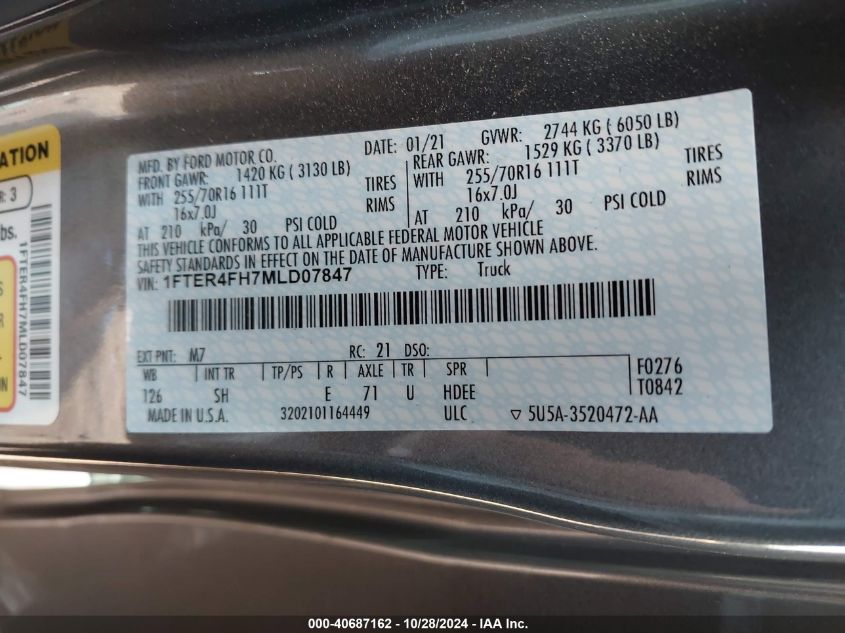 MFD. BY FORD MOTOR CO.
DATE: 01/21 GVWR: 2744 KG ( 6050 LB)
FRONT GAWR: 1420 KG ( 3130 LB)
REAR GAWR: 1529 KG ( 3370 LB)
WITH 255/70R16 111T TIRES
WITH 255/70R16 111T TIRES
16x7.0J RIMS
16x7.0J RIMS
AT 210 kPa/ 30 PSI COLD
AT 210 kPa/ 30 PSI COLD
THIS VEHICLE CONFORMS TO ALL APPLICABLE FEDERAL MOTOR VEHICLE
SAFETY STANDARDS IN EFFECT ON THE DATE OF MANUFACTURE SHOWN ABOVE.
VIN: 1FTER4FH7MLD07847 TYPE: Truck
EXT PNT: M7 RC: 21 DSO:
WB INT TR TP/PS R AXLE TR SPR F0276
126 SH E 71 U HDEE T0842
MADE IN U.S.A. 3202101164449 ULC ▽ 5U5A-3520472-AA
ATION
R: 3
bs.
1FTER4FH7MLD07847
000-40687162 - 10/28/2024 - IAA Inc.